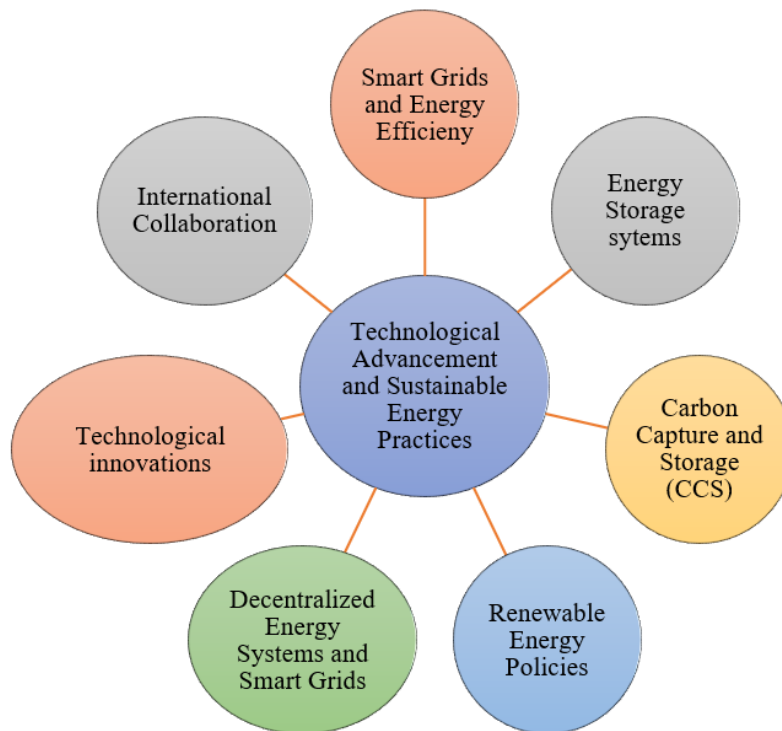 Smart Grids
and Energy
Efficieny
International
Collaboration
Energy
Storage
sytems
Technological
Advancement
and Sustainable
Energy
Practices
Technological
innovations
Carbon
Capture and
Storage
(CCS)
Decentralized
Energy
Systems and
Smart Grids
Renewable
Energy
Policies